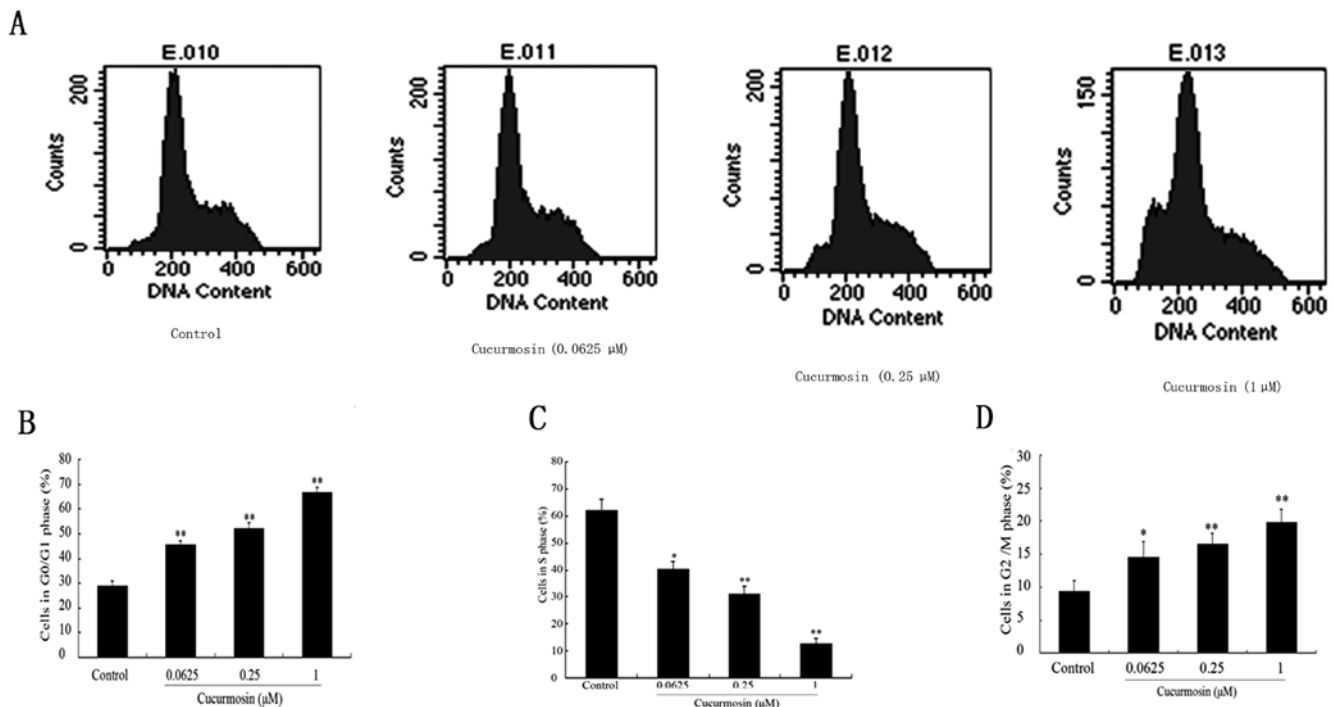 A
E.010
200
Counts
0
0 200 400 600
DNA Content
Control
E.011
200
Counts
0
0 200 400 600
DNA Content
Cucurmosin (0.0625 μM)
E.012
200
Counts
0
0 200 400 600
DNA Content
Cucurmosin (0.25 μM)
E.013
150
Counts
0
0 200 400 600
DNA Content
Cucurmosin (1 μM)
B
Cells in G0/G1 phase (%)
80
70
60
50
40
30
20
10
0
** ** **
Control 0.0625 0.25 1
Cucurmosin (μM)
C
Cells in S phase (%)
80
70
60
50
40
30
20
10
0
* ** **
Control 0.0625 0.25 1
Cucurmosin (μM)
D
Cells in G2 /M phase (%)
30
25
20
15
10
5
0
* ** **
Control 0.0625 0.25 1
Cucurmosin (μM)